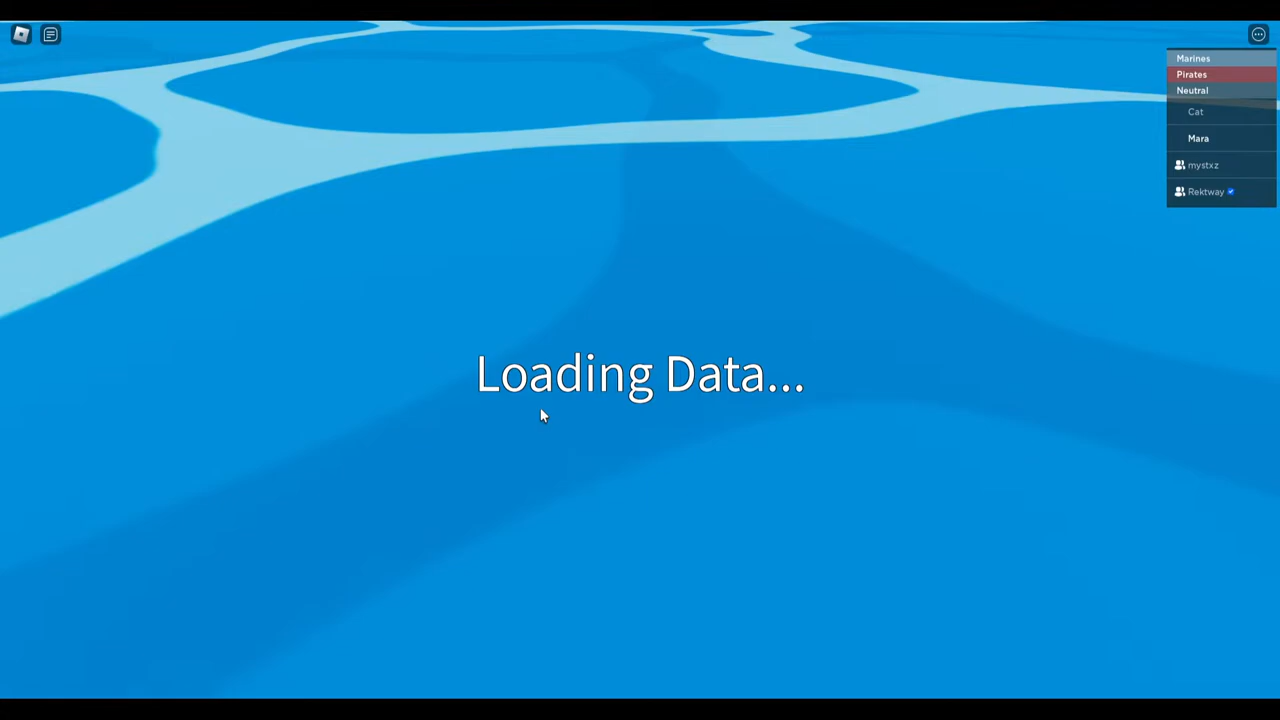 Marines
Pirates
Neutral
Cat
Mara
mystxz
Rektway
Loading Data...